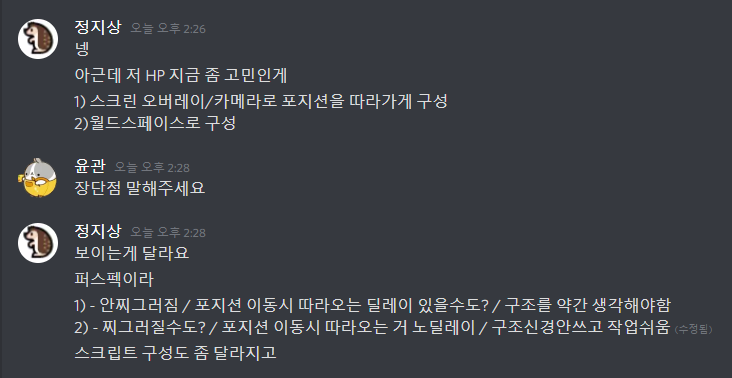 정지상 오늘 오후 2:26
넹
아근데 저 HP 지금 좀 고민인게
1) 스크린 오버레이/카메라로 포지션을 따라가게 구성
2)월드스페이스로 구성
윤관 오늘 오후 2:28
장단점 말해주세요
정지상 오늘 오후 2:28
보이는게 달라요
퍼스펙이라
1) - 안찌그러짐 / 포지션 이동시 따라오는 딜레이 있을수도? / 구조를 약간 생각해야함
2) - 찌그러질수도? / 포지션 이동시 따라오는 거 노딜레이 / 구조신경안쓰고 작업쉬움 (수정됨)
스크립트 구성도 좀 달라지고